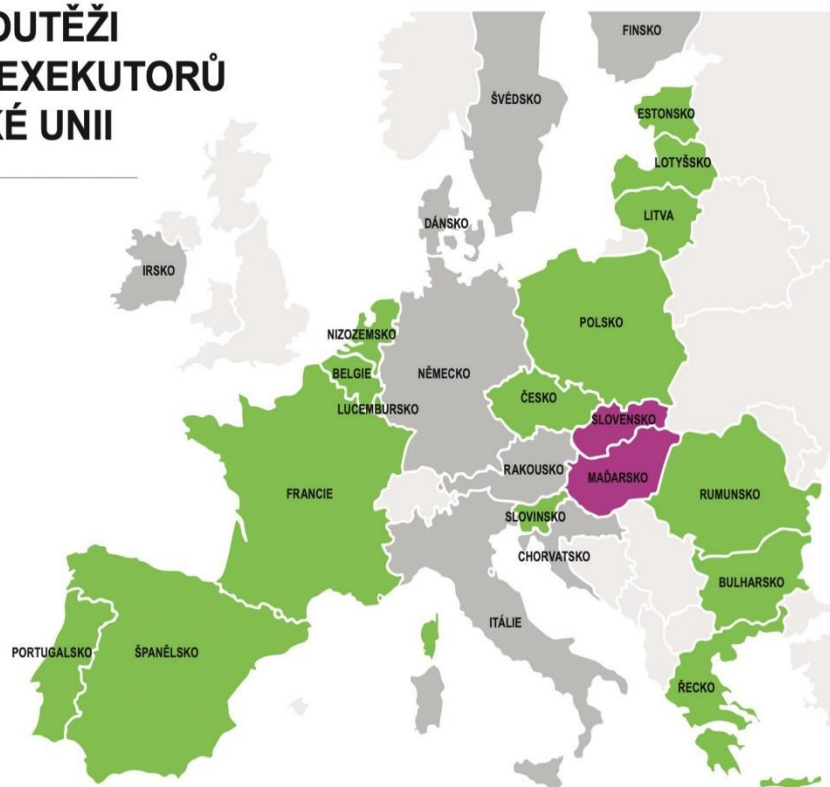 OUTĚŽI
EXEKUTORŮ
KÉ UNII
FINSKO
ŠVÉDSKO
ESTONSKO
LOTYŠSKO
LITVA
DÁNSKO
IRSKO
POLSKO
NIZOZEMSKO
BELGIE
NĚMECKO
LUCEMBURSKO
ČESKO
SLOVENSKO
RAKOUSKO
MAĎARSKO
FRANCIE
RUMUNSKO
SLOVINSKO
CHORVATSKO
BULHARSKO
ITÁLIE
PORTUGALSKO
ŠPANĚLSKO
ŘECKO